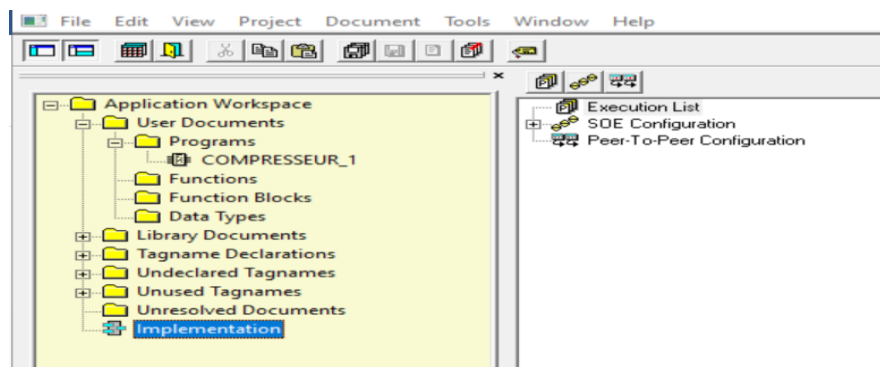 File Edit View Project Document Tools Window Help
Application Workspace
User Documents
Programs
COMPRESSEUR_1
Functions
Function Blocks
Data Types
Library Documents
Tagname Declarations
Undeclared Tagnames
Unused Tagnames
Unresolved Documents
Implementation
Execution List
SOE Configuration
Peer-To-Peer Configuration